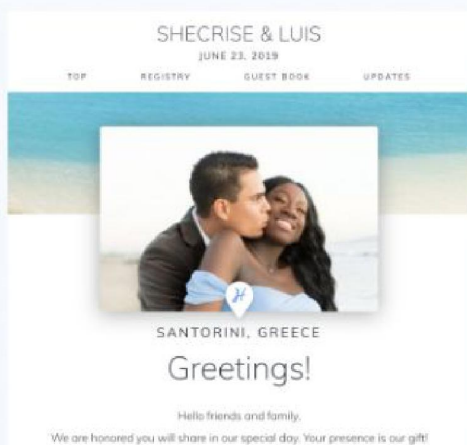 SHECRISE & LUIS
JUNE 23, 2019
TOP REGISTRY GUEST BOOK UPDATES
H
SANTORINI, GREECE
Greetings!
Hello friends and family,
We are honored you will share in our special day. Your presence is our gift!